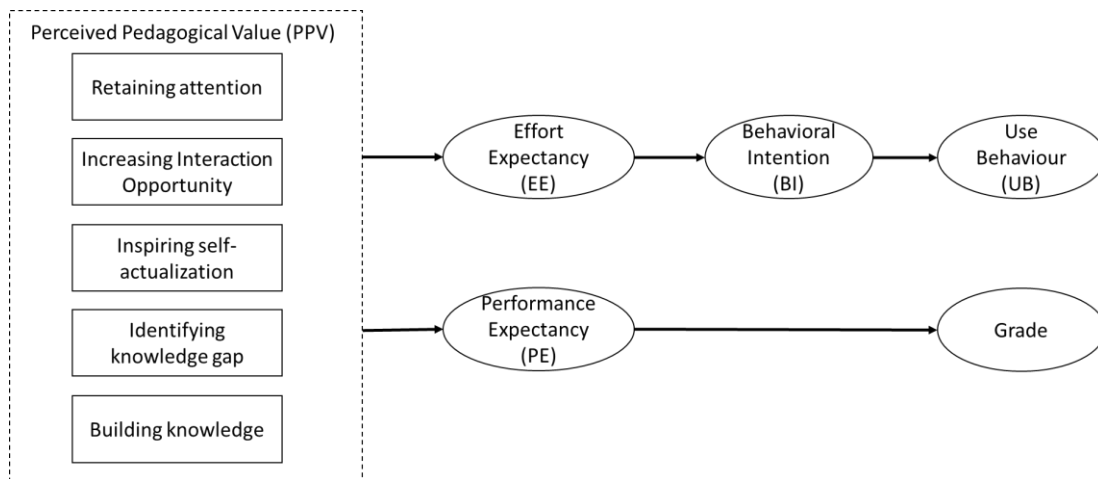 Perceived Pedagogical Value (PPV)
Retaining attention
Increasing Interaction
Opportunity
Inspiring self-
actualization
Identifying
knowledge gap
Building knowledge
Effort
Expectancy
(EE)
Behavioral
Intention
(BI)
Use
Behaviour
(UB)
Performance
Expectancy
(PE)
Grade